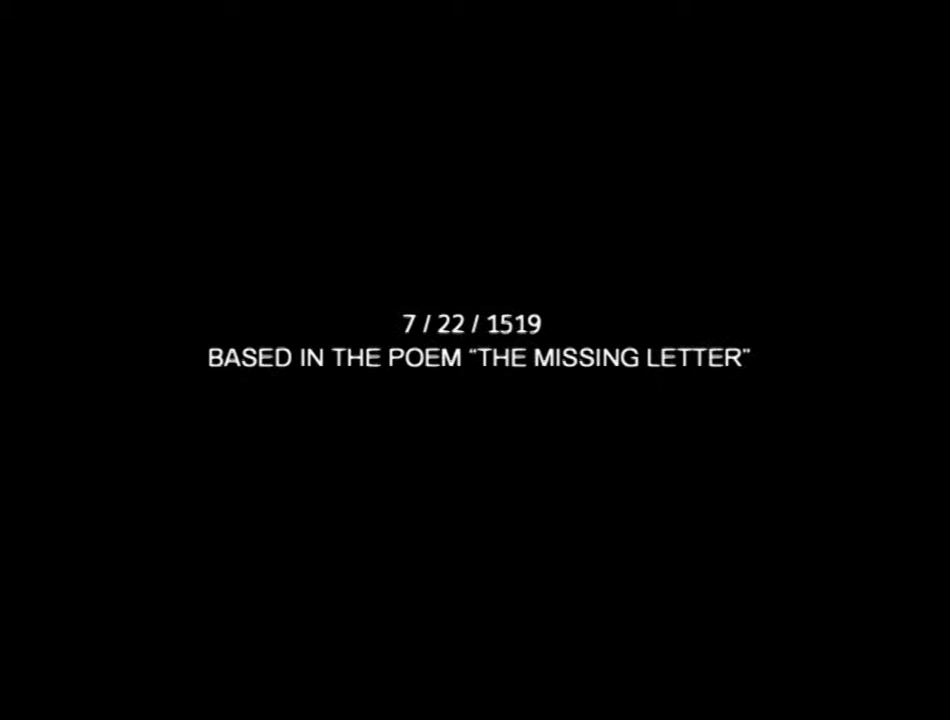 7 / 22 / 1519
BASED IN THE POEM “THE MISSING LETTER”